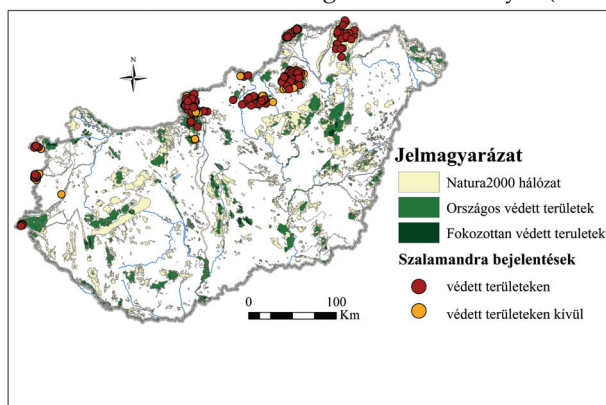 N
Jelmagyarázat
Natura2000 hálózat
Országos védett területek
Fokozottan védett teruletek
Szalamandra bejelentések
védett területeken
védett területeken kívül
0 100
Km